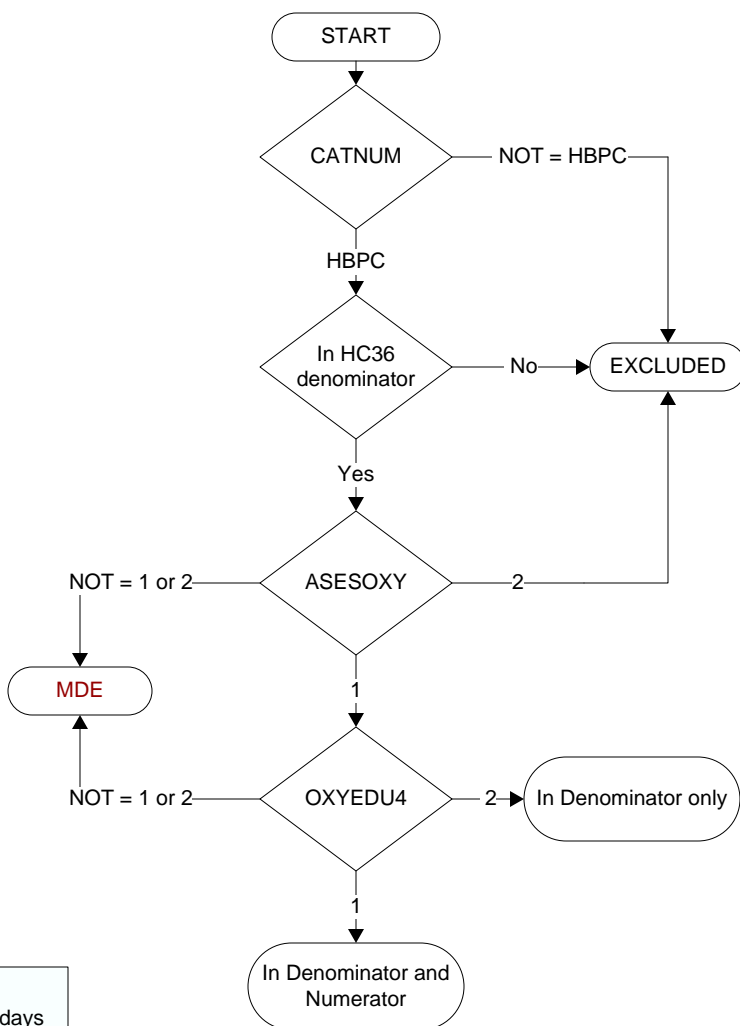 START
CATNUM
NOT = HBPC
HBPC
In HC36
denominator
No
EXCLUDED
Yes
NOT = 1 or 2
ASESOXY
2
MDE
1
NOT = 1 or 2
OXYEDU4
2
In Denominator only
1
In Denominator and
Numerator
days